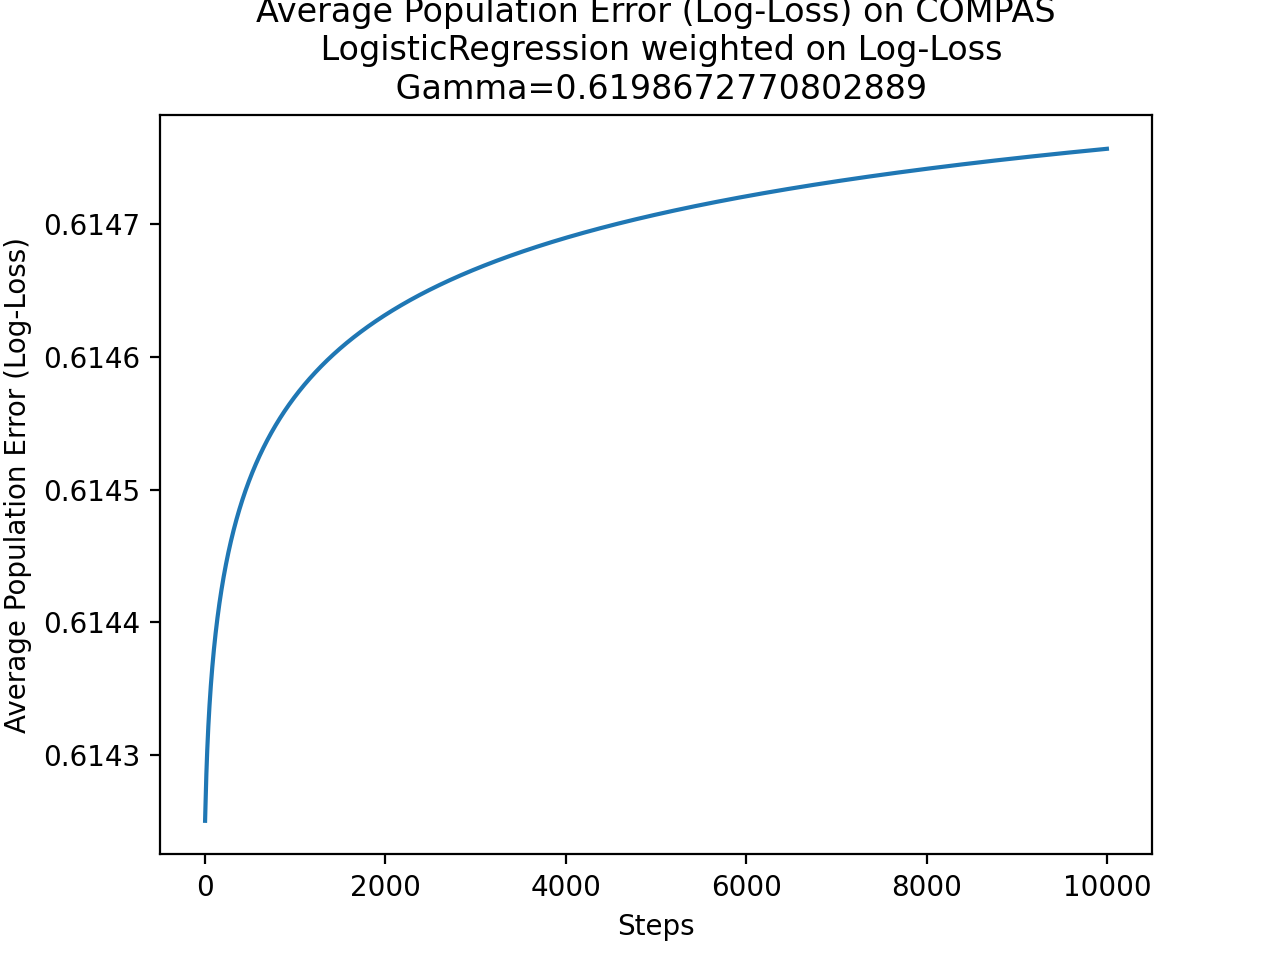 Average Population Error (Log-Loss) on COMPAS
LogisticRegression weighted on Log-Loss
Gamma=0.6198672770802889
Average Population Error (Log-Loss)
0.6147
0.6146
0.6145
0.6144
0.6143
0 2000 4000 6000 8000 10000
Steps